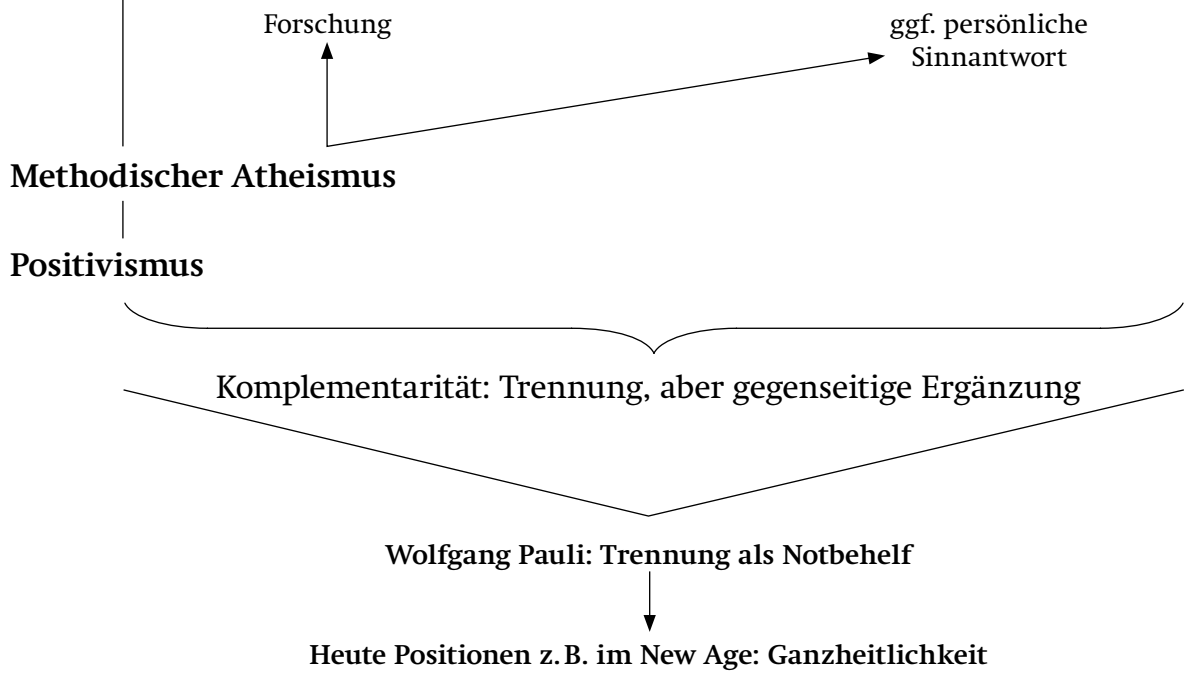 Forschung
ggf. persönliche
Sinnantwort
Methodischer Atheismus
Positivismus
Komplementarität: Trennung, aber gegenseitige Ergänzung
Wolfgang Pauli: Trennung als Notbehelf
Heute Positionen z. B. im New Age: Ganzheitlichkeit